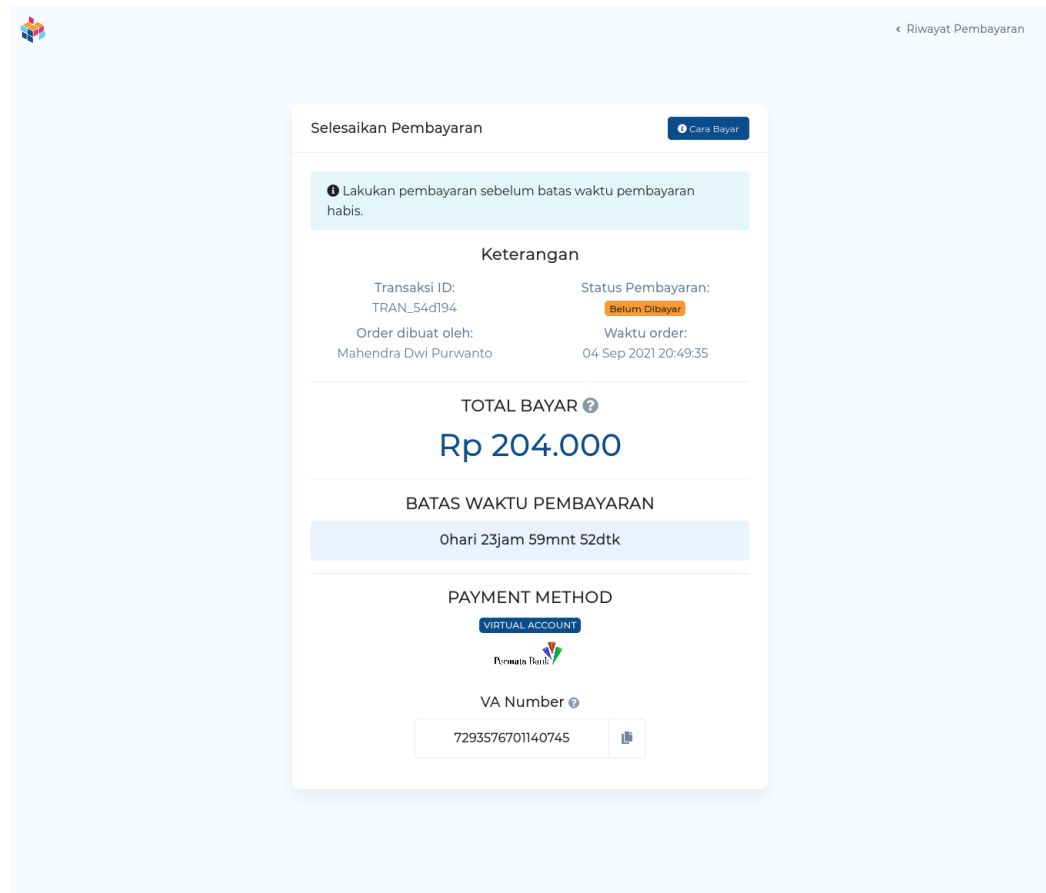 ‹ Riwayat Pembayaran
Selesaikan Pembayaran
Cara Bayar
Lakukan pembayaran sebelum batas waktu pembayaran
habis.
Keterangan
Transaksi ID:
TRAN_54d194
Status Pembayaran:
Belum Dibayar
Order dibuat oleh:
Mahendra Dwi Purwanto
Waktu order:
04 Sep 2021 20:49:35
TOTAL BAYAR
Rp 204.000
BATAS WAKTU PEMBAYARAN
0hari 23jam 59mnt 52dtk
PAYMENT METHOD
VIRTUAL ACCOUNT
Permata Bank
VA Number
7293576701140745